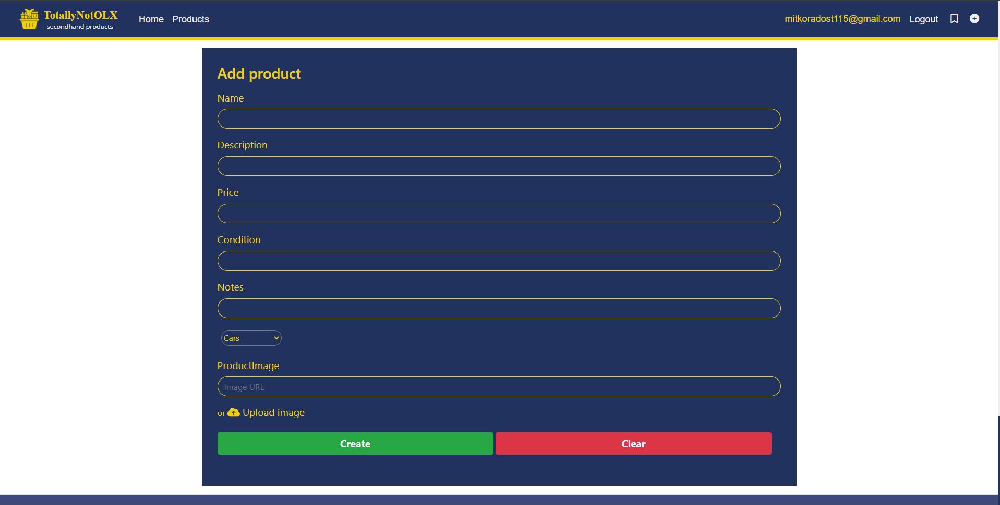 TotallyNotOLX
- secondhand products -
Home Products
mitkoradost115@gmail.com Logout
Add product
Name
Description
Price
Condition
Notes
Cars
ProductImage
Image URL
or Upload image
Create Clear